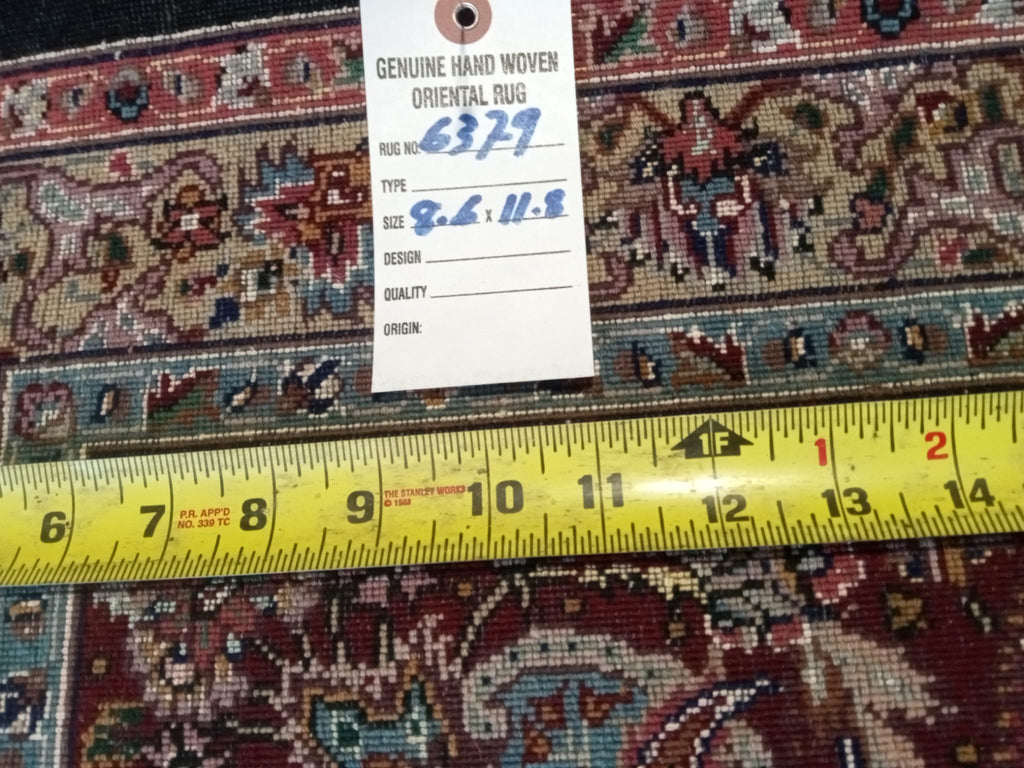 GENUINE HAND WOVEN
ORIENTAL RUG
RUG NO. 6379
TYPE
SIZE 8.6 x 11.8
DESIGN
QUALITY
ORIGIN:
1F 1 2
6 7 8 9 10 11 12 13 14
P.R. APP'D
NO. 339 TC
THE STANLEY WORKS
© 1988